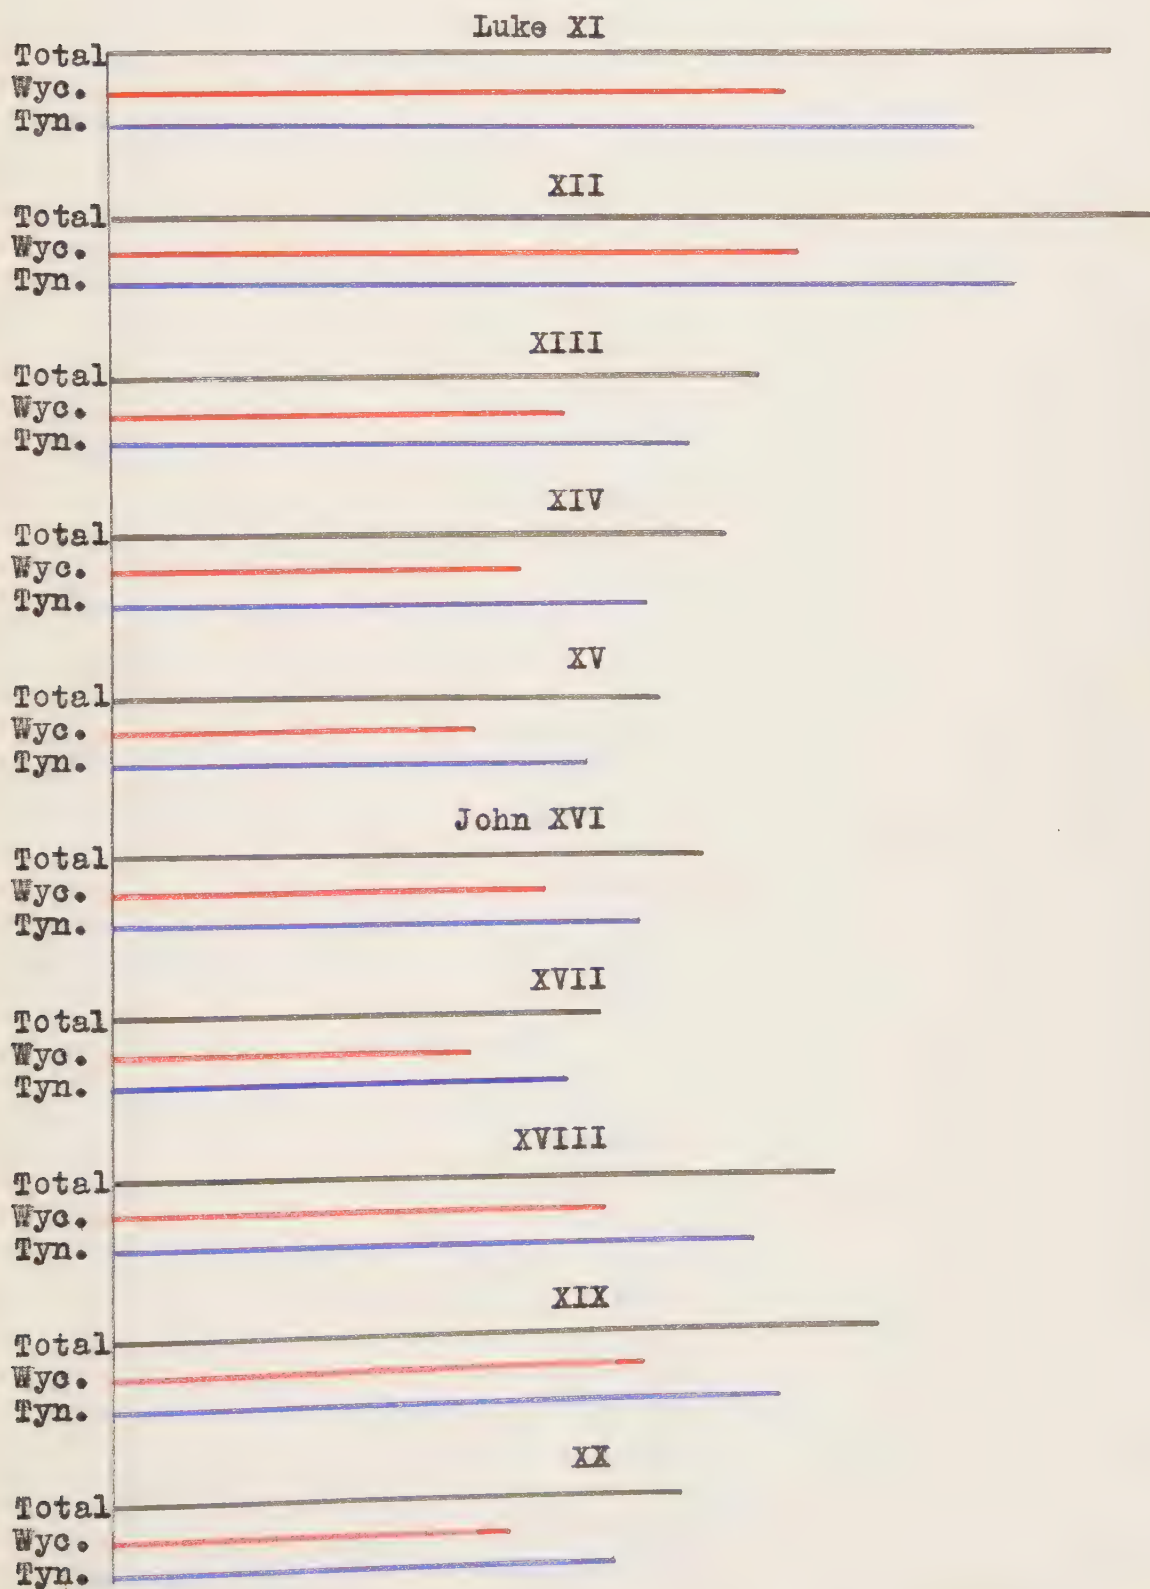 Luke XI
Total
Wyc.
Tyn.
XII
Total
Wyc.
Tyn.
XIII
Total
Wyc.
Tyn.
XIV
Total
Wyc.
Tyn.
XV
Total
Wyc.
Tyn.
John XVI
Total
Wyc.
Tyn.
XVII
Total
Wyc.
Tyn.
XVIII
Total
Wyc.
Tyn.
XIX
Total
Wyc.
Tyn.
XX
Total
Wyc.
Tyn.